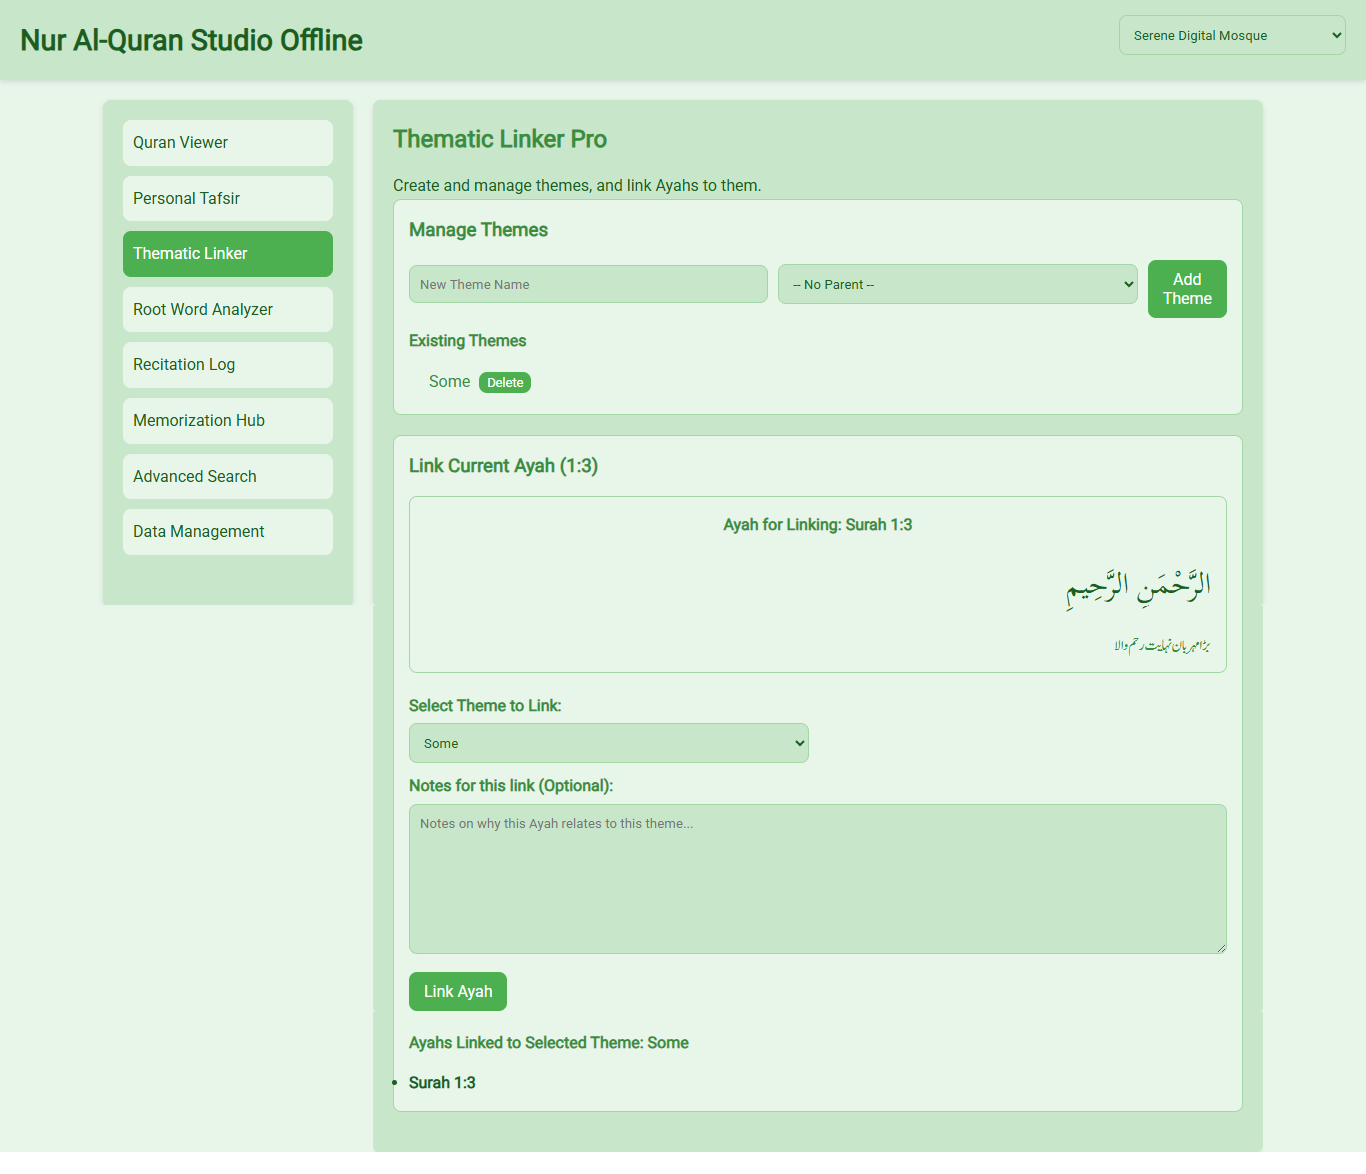 Nur Al-Quran Studio Offline
Serene Digital Mosque
Quran Viewer
Personal Tafsir
Thematic Linker
Root Word Analyzer
Recitation Log
Memorization Hub
Advanced Search
Data Management
Thematic Linker Pro
Create and manage themes, and link Ayahs to them.
Manage Themes
New Theme Name
-- No Parent --
Add
Theme
Existing Themes
Some
Delete
Link Current Ayah (1:3)
Ayah for Linking: Surah 1:3
الرَّحْمَنِ الرَّحِيمِ
بڑا مہربان نہایت رحم والا
Select Theme to Link:
Some
Notes for this link (Optional):
Notes on why this Ayah relates to this theme...
Link Ayah
Ayahs Linked to Selected Theme: Some
Surah 1:3